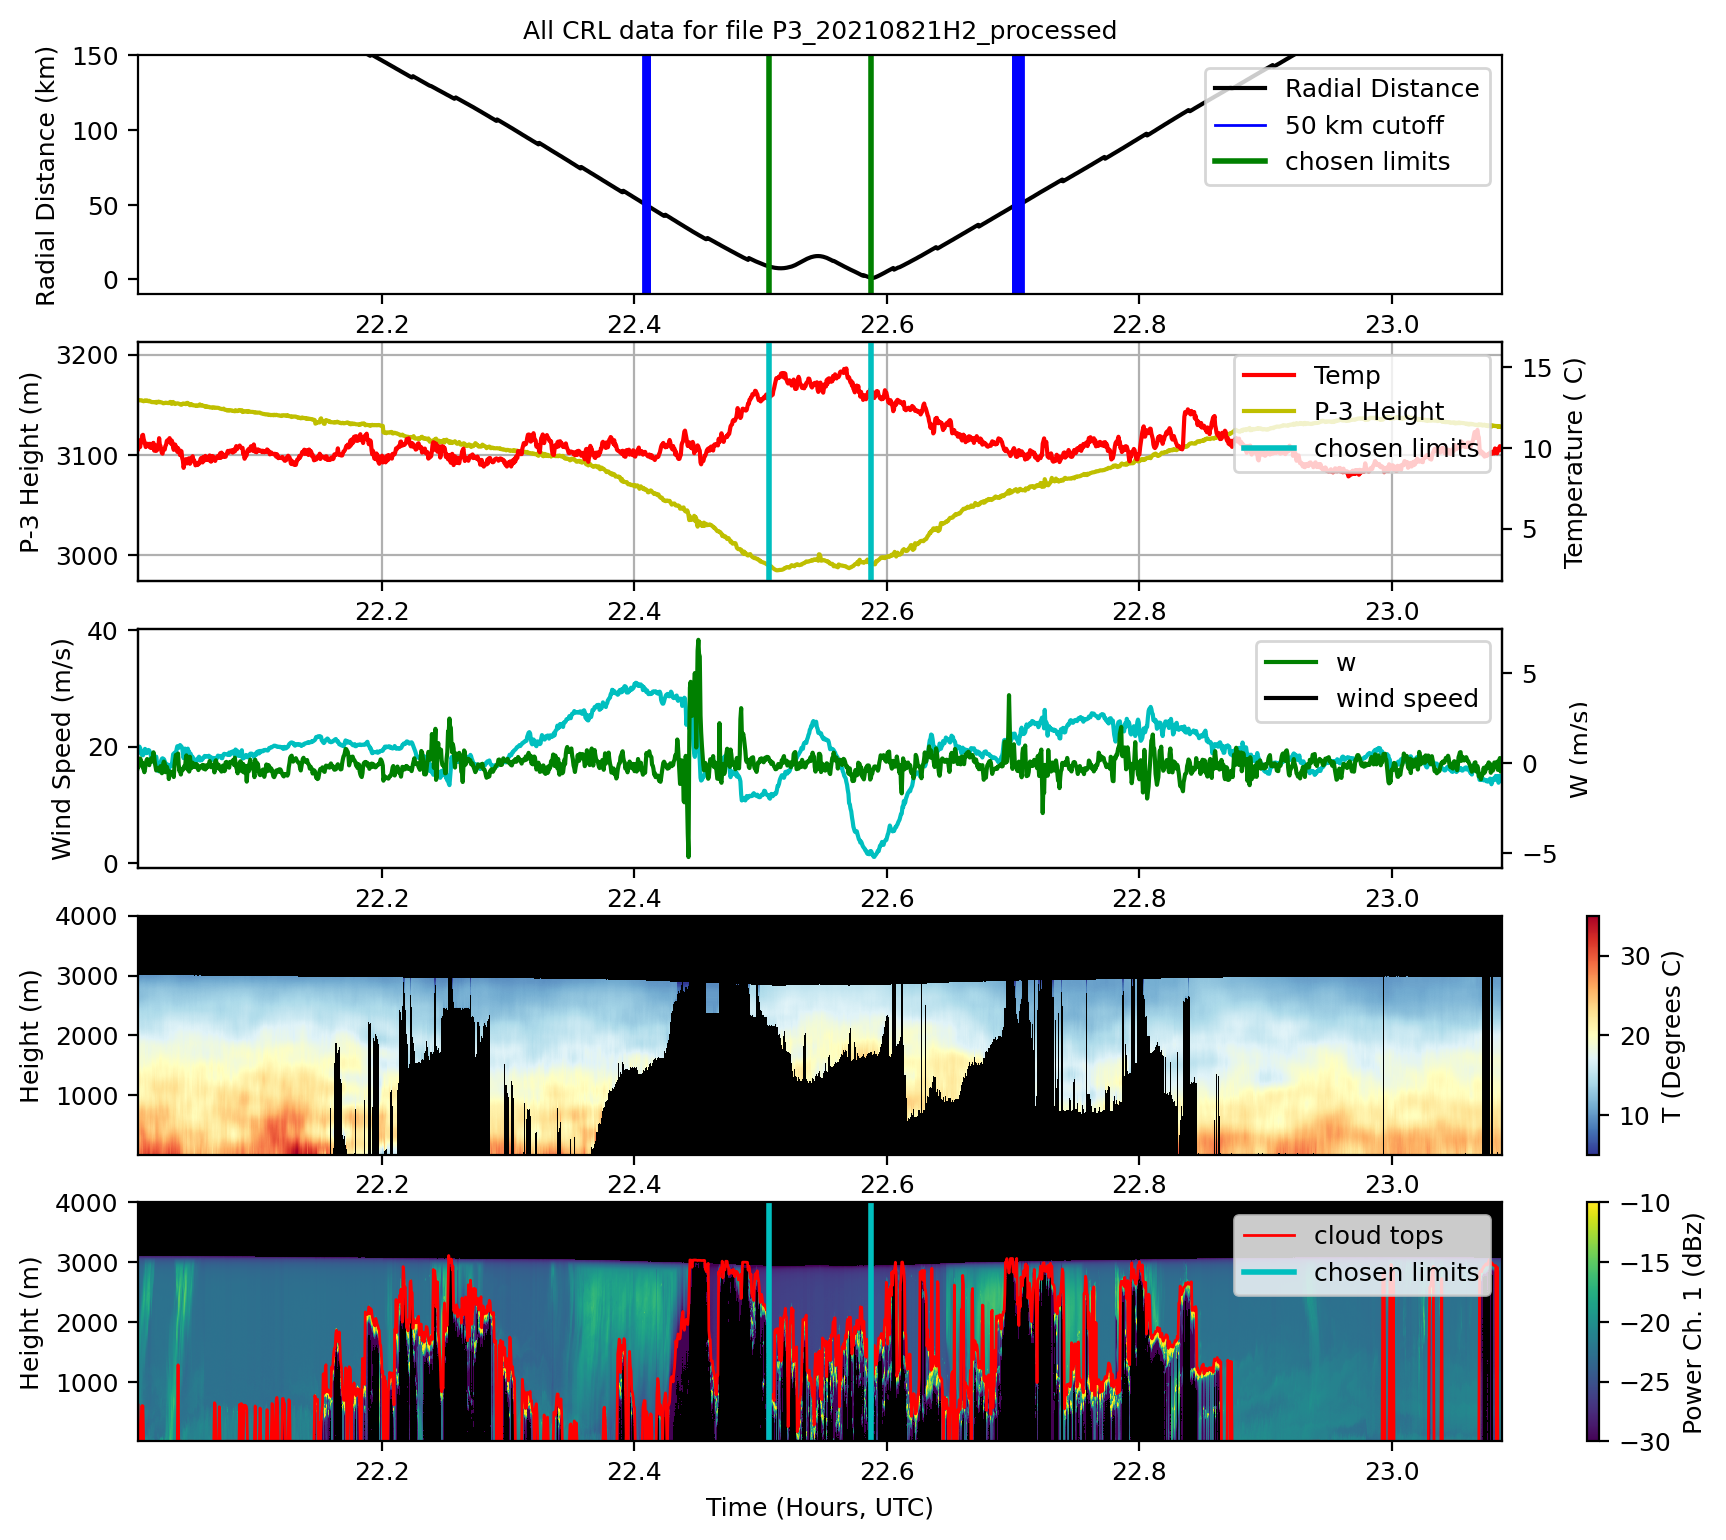 All CRL data for file P3_20210821H2_processed
Radial Distance (km)
150
100
50
0
Radial Distance
50 km cutoff
chosen limits
22.2 22.4 22.6 22.8 23.0
P-3 Height (m)
3200
3100
3000
Temp
P-3 Height
chosen limits
15
10
5
Temperature ( C)
22.2 22.4 22.6 22.8 23.0
Wind Speed (m/s)
40
20
0
w
wind speed
5
0
−5
W (m/s)
22.2 22.4 22.6 22.8 23.0
Height (m)
4000
3000
2000
1000
30
20
10
T (Degrees C)
22.2 22.4 22.6 22.8 23.0
Height (m)
4000
3000
2000
1000
cloud tops
chosen limits
−10
−15
−20
−25
−30
Power Ch. 1 (dBz)
22.2 22.4 22.6 22.8 23.0
Time (Hours, UTC)